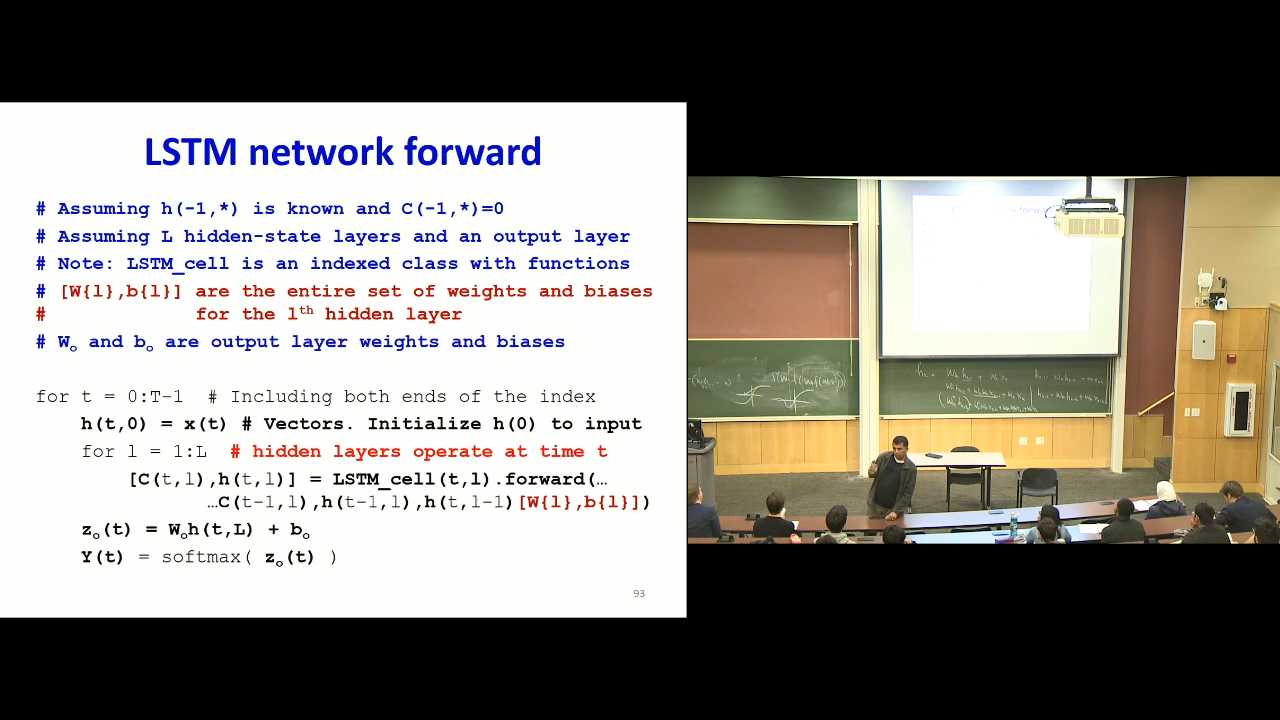 LSTM network forward
# Assuming h(-1,*) is known and C(-1,*)=0
# Assuming L hidden-state layers and an output layer
# Note: LSTM_cell is an indexed class with functions
# [W{l},b{l}] are the entire set of weights and biases
# for the lth hidden layer
# Wo and bo are output layer weights and biases
for t = 0:T-1 # Including both ends of the index
h(t,0) = x(t) # Vectors. Initialize h(0) to input
for l = 1:L # hidden layers operate at time t
[C(t,l),h(t,l)] = LSTM_cell(t,l).forward(…
…C(t-1,l),h(t-1,l),h(t,l-1)[W{l},b{l}])
zo(t) = Woh(t,L) + bo
Y(t) = softmax( zo(t) )
93